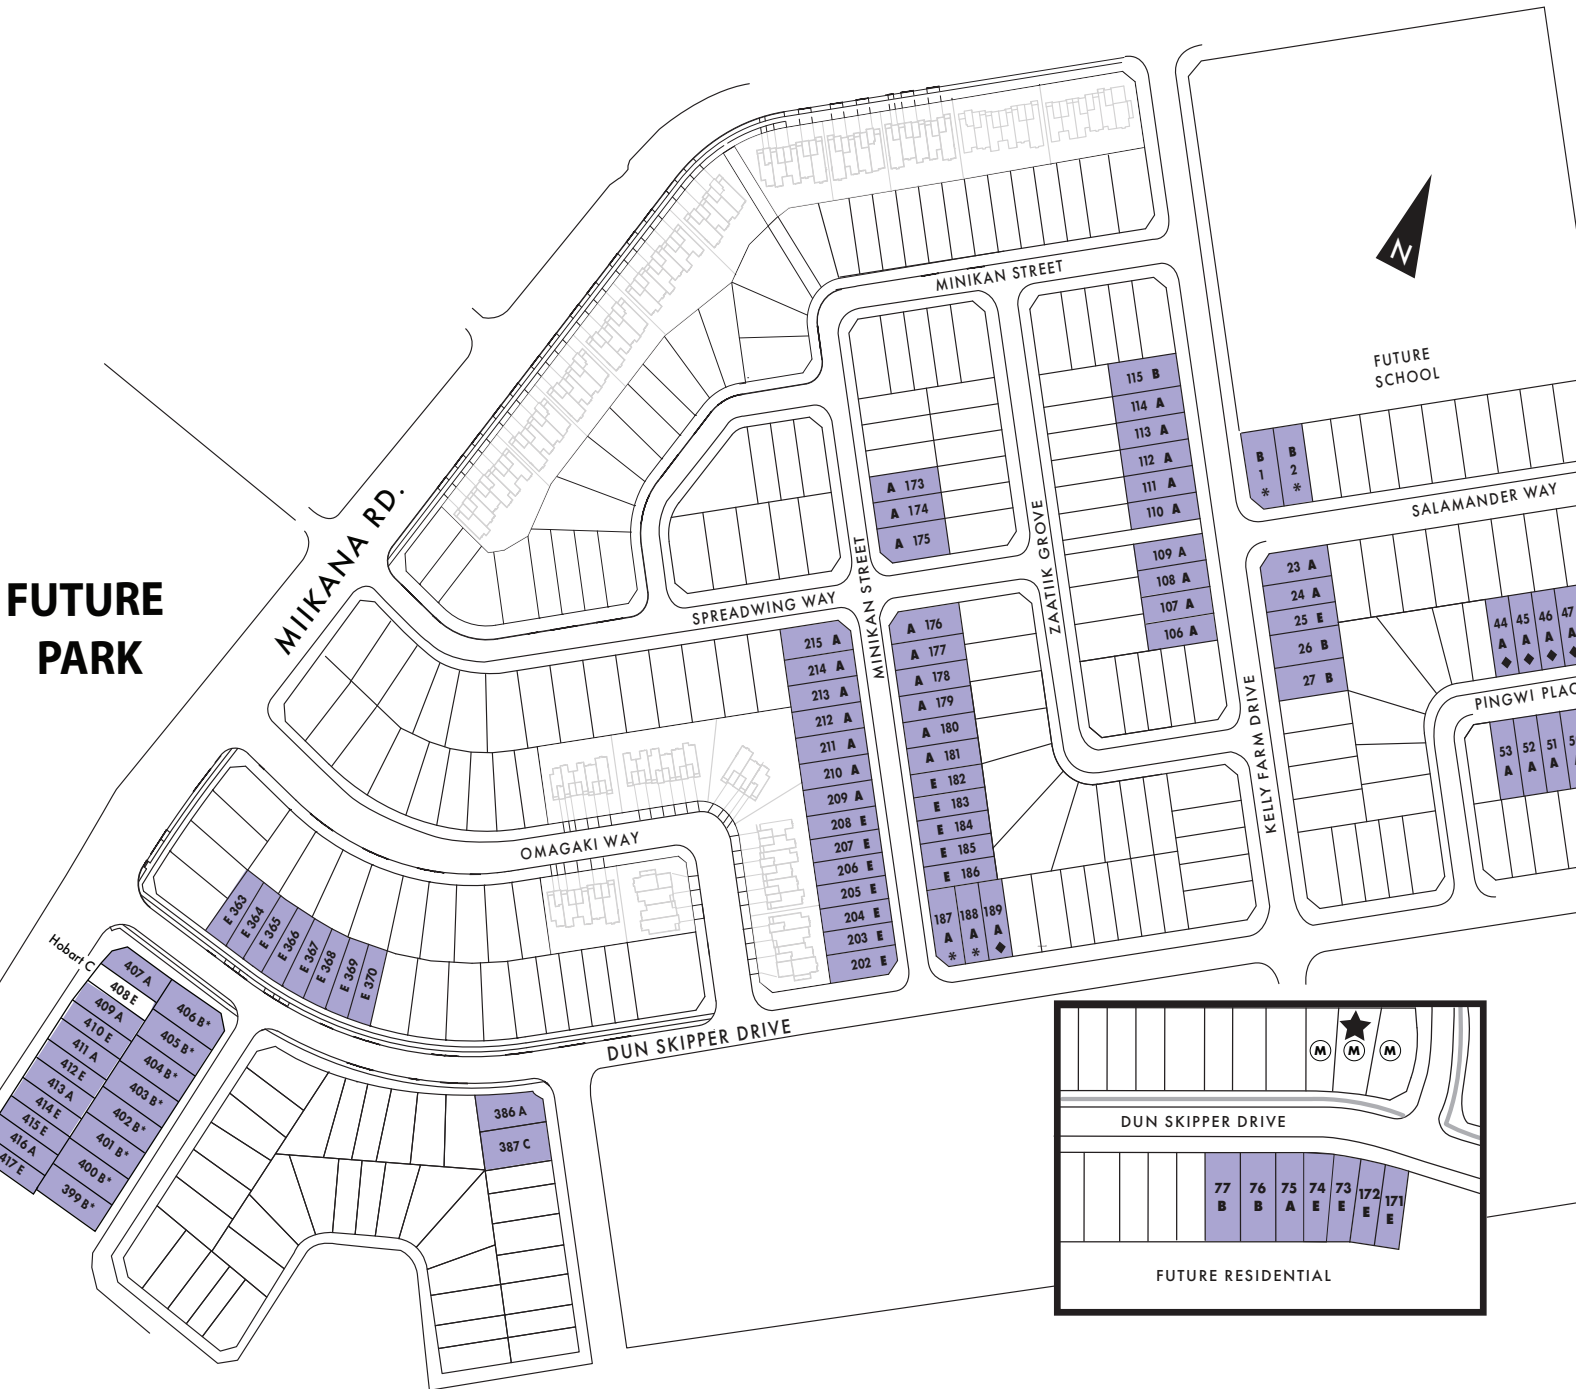 MINIKAN STREET
N
FUTURE
SCHOOL
115 B
114 A
113 A
112 A
111 A
110 A
109 A
108 A
107 A
106 A
B
1
*
B
2
*
SALAMANDER WAY
A 173
A 174
A 175
MIIKANA RD.
FUTURE
PARK
SPREADWING WAY
MINIKAN STREET
ZAATIIK GROVE
KELLY FARM DRIVE
23 A
24 A
25 E
26 B
27 B
44
A
◆
45
A
◆
46
A
◆
47
A
◆
PINGWI PLAC
53
A
52
A
51
A
215 A
214 A
213 A
212 A
211 A
210 A
209 A
208 E
207 E
206 E
205 E
204 E
203 E
202 E
A 176
A 177
A 178
A 179
A 180
A 181
E 182
E 183
E 184
E 185
E 186
187
A
*
188
A
*
189
A
◆
OMAGAKI WAY
E 363
E 364
E 365
E 366
E 367
E 368
E 369
E 370
Hobart C
407 A
408 E
409 A
410 E
411 A
412 E
413 A
414 E
415 E
416 A
417 E
406 B*
405 B*
404 B*
403 B*
402 B*
401 B*
400 B*
399 B*
DUN SKIPPER DRIVE
386 A
387 C
M
M
M
DUN SKIPPER DRIVE
77
B
76
B
75
A
74
E
73
E
172
E
171
E
FUTURE RESIDENTIAL